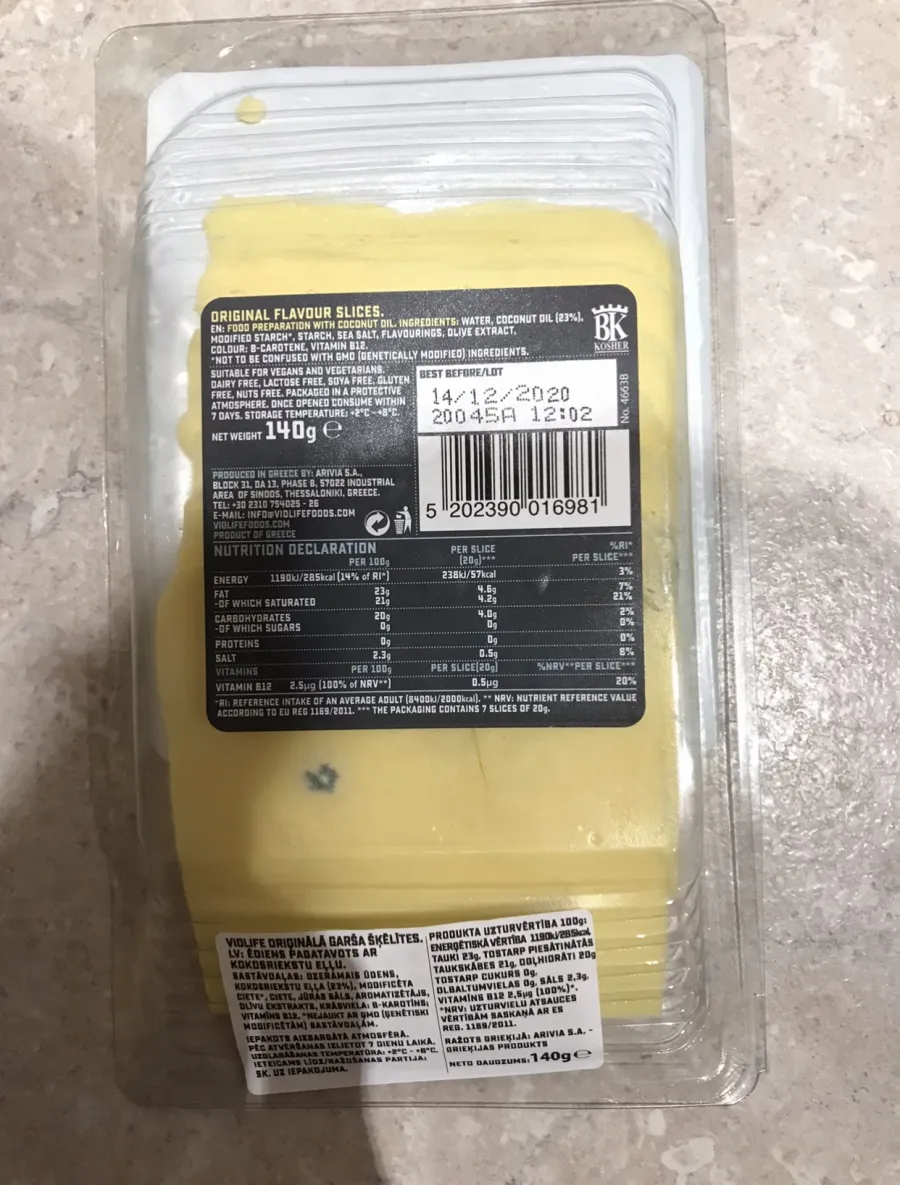 ORIGINAL FLAVOUR SLICES.
EN: FOOD PREPARATION WITH COCONUT OIL. INGREDIENTS: WATER, COCONUT OIL (23%),
MODIFIED STARCH*, STARCH, SEA SALT, FLAVOURINGS, OLIVE EXTRACT,
COLOUR: B-CAROTENE, VITAMIN B12.
*NOT TO BE CONFUSED WITH GMO (GENETICALLY MODIFIED) INGREDIENTS.
BK
KOSHER
SUITABLE FOR VEGANS AND VEGETARIANS.
DAIRY FREE, LACTOSE FREE, SOYA FREE, GLUTEN
FREE, NUTS FREE. PACKAGED IN A PROTECTIVE
ATMOSPHERE. ONCE OPENED CONSUME WITHIN
7 DAYS. STORAGE TEMPERATURE: +2°C -+8°C.
NET WEIGHT 140g e
BEST BEFORE/LOT
14/12/2020
20045A 12:02
No. 4663B
5 202390 016981
PRODUCED IN GREECE BY: ARIVIA S.A.,
BLOCK 31, DA 13, PHASE B, 57022 INDUSTRIAL
AREA OF SINDOS, THESSALONIKI, GREECE.
TEL: +30 2310 754025 - 26
E-MAIL: INFO@VIOLIFEFOODS.COM
VIOLIFEFOODS.COM
PRODUCT OF GREECE
NUTRITION DECLARATION
PER 100g PER SLICE (20g)*** %RI* PER SLICE***
ENERGY 1190kJ/285kcal (14% of RI*) 238kJ/57kcal 3%
FAT 23g 4.6g 7%
-OF WHICH SATURATED 21g 4.2g 21%
CARBOHYDRATES 20g 4.0g 2%
-OF WHICH SUGARS 0g 0g 0%
PROTEINS 0g 0g 0%
SALT 2.3g 0.5g 8%
VITAMINS PER 100g PER SLICE(20g) %NRV**PER SLICE***
VITAMIN B12 2.5µg (100% of NRV**) 0.5µg 20%
*RI: REFERENCE INTAKE OF AN AVERAGE ADULT (8400kJ/2000kcal). ** NRV: NUTRIENT REFERENCE VALUE
ACCORDING TO EU REG 1169/2011. *** THE PACKAGING CONTAINS 7 SLICES OF 20g.
VIOLIFE ORIĢINĀLĀ GARŠA ŠĶĒLĪTES.
LV: ĒDIENS PAGATAVOTS AR
KOKOSRIEKSTU EĻĻU.
SASTĀVDAĻAS: DZERAMAIS ŪDENS,
KOKOSRIEKSTU EĻĻA (23%), MODIFICĒTA
CIETE*, CIETE, JŪRAS SĀLS, AROMATIZĒTĀJS,
OLĪVU EKSTRAKTS, KRĀSVIELA: B-KAROTĪNS;
VITAMĪNS B12. *NEJAUKT AR ĢMO (ĢENĒTISKI
MODIFICĒTĀM) SASTĀVDAĻĀM.
IEPAKOTS AIZSARGĀTĀ ATMOSFĒRĀ.
PĒC ATVĒRŠANAS IZLIETOT 7 DIENU LAIKĀ.
UZGLABĀŠANAS TEMPERATŪRA: +2°C - +8°C.
IETEICAMS LĪDZ/RAŽOŠANAS PARTIJA:
SK. UZ IEPAKOJUMA.
PRODUKTA UZTURVĒRTĪBA 100g:
ENERĢĒTISKĀ VĒRTĪBA 1190kJ/285kcal,
TAUKI 23g, TOSTARP PIESĀTINĀTĀS
TAUKSKĀBES 21g, OGĻHIDRĀTI 20g
TOSTARP CUKURS 0g,
OLBALTUMVIELAS 0g, SĀLS 2,3g,
VITAMĪNS B12 2,5µg (100%)*.
*NRV: UZTURVIELU ATSAUCES
VĒRTĪBĀM SASKAŅĀ AR ES
REG. 1169/2011.
RAŽOTS GRIEĶIJĀ: ARIVIA S.A. -
GRIEĶIJAS PRODUKTS
NETO DAUDZUMS: 140g e